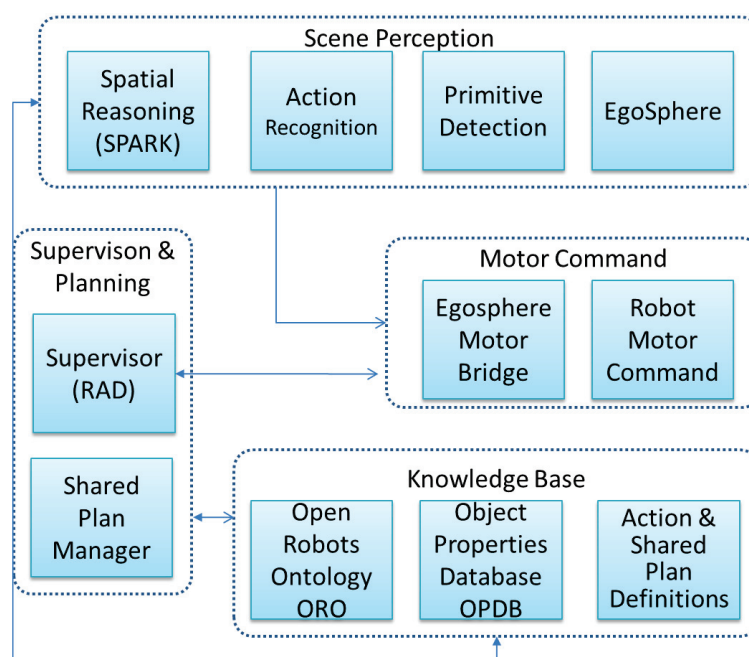 Scene Perception
Spatial
Reasoning
(SPARK)
Action
Recognition
Primitive
Detection
EgoSphere
Supervison &
Planning
Supervisor
(RAD)
Shared
Plan
Manager
Motor Command
Egosphere
Motor
Bridge
Robot
Motor
Command
Knowledge Base
Open
Robots
Ontology
ORO
Object
Properties
Database
OPDB
Action &
Shared
Plan
Definitions